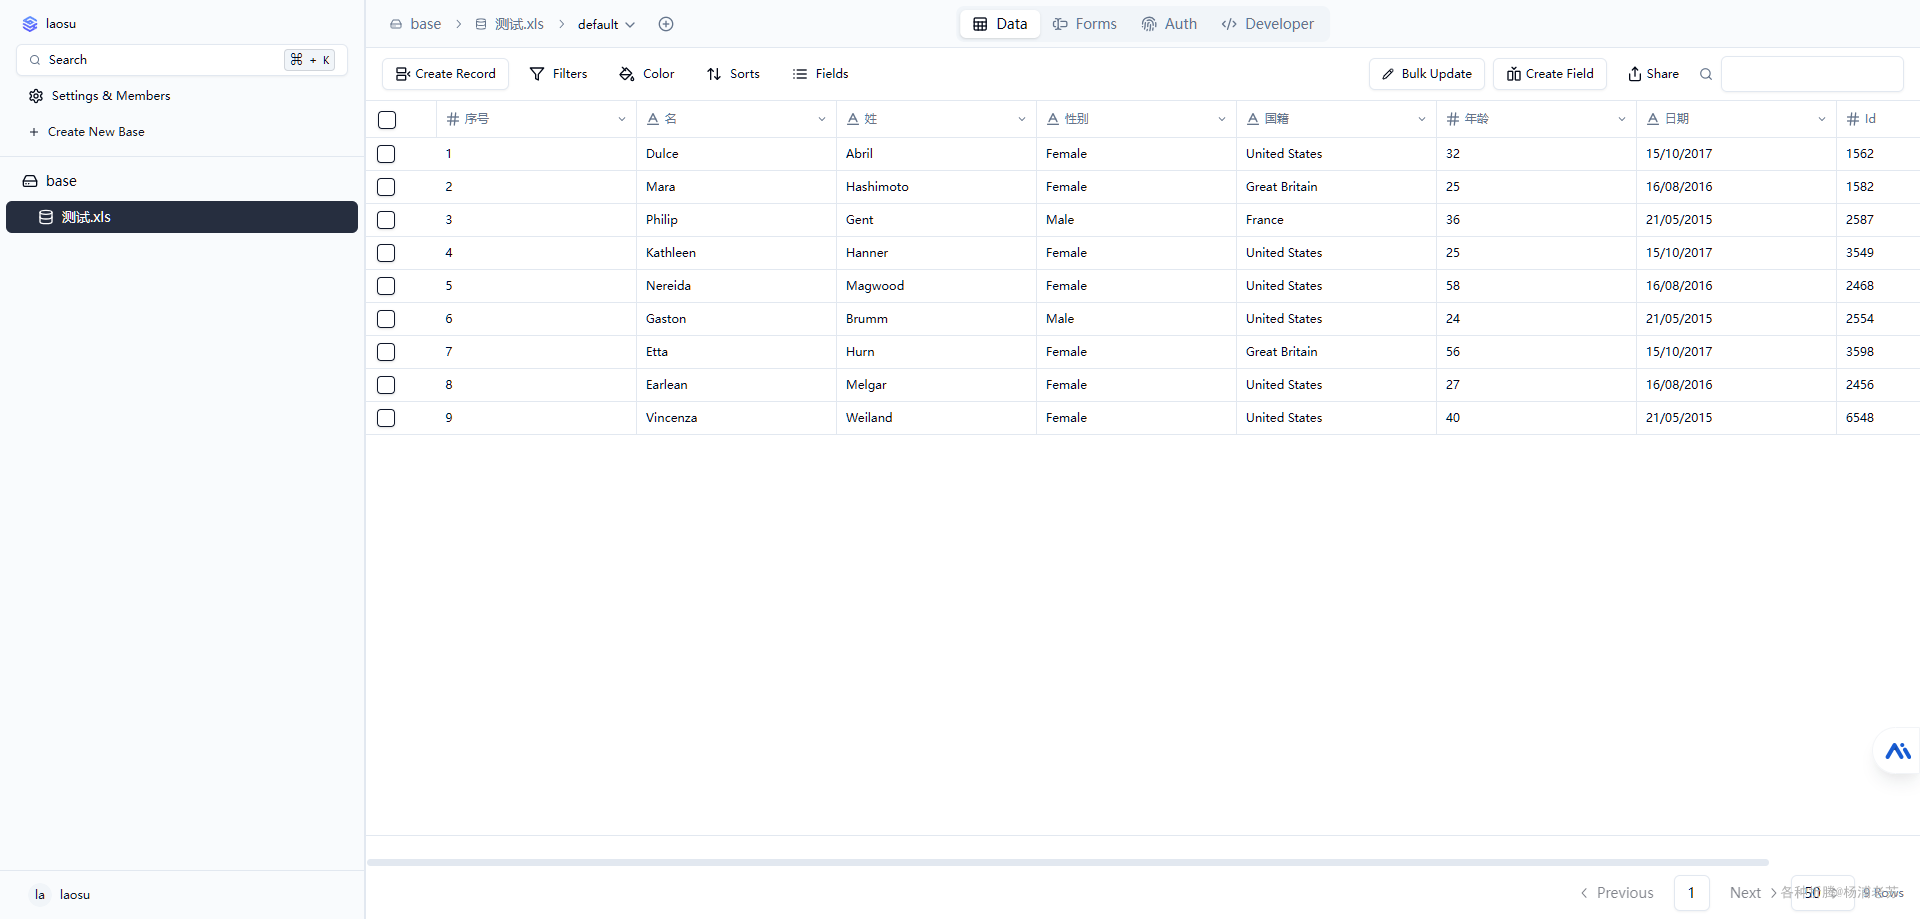 laosu
Search ⌘ + K
Settings & Members
+ Create New Base
base
测试.xls
la laosu
base > 测试.xls > default
Data Forms Auth Developer
Create Record Filters Color Sorts Fields
Bulk Update Create Field Share
序号 名 姓 性别 国籍 年龄 日期 Id
1 Dulce Abril Female United States 32 15/10/2017 1562
2 Mara Hashimoto Female Great Britain 25 16/08/2016 1582
3 Philip Gent Male France 36 21/05/2015 2587
4 Kathleen Hanner Female United States 25 15/10/2017 3549
5 Nereida Magwood Female United States 58 16/08/2016 2468
6 Gaston Brumm Male United States 24 21/05/2015 2554
7 Etta Hurn Female Great Britain 56 15/10/2017 3598
8 Earlean Melgar Female United States 27 16/08/2016 2456
9 Vincenza Weiland Female United States 40 21/05/2015 6548
< Previous 1 Next > 50 9 Rows